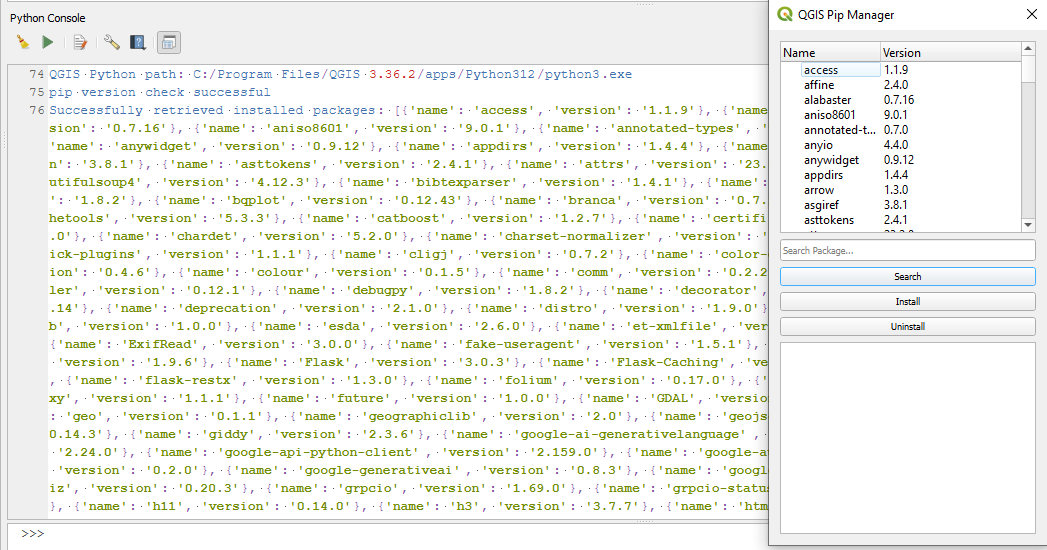 Python Console
74 QGIS Python path: C:/Program Files/QGIS 3.36.2/apps/Python312/python3.exe
75 pip version check successful
76 Successfully retrieved installed packages: [{'name': 'access', 'version': '1.1.9'}, {'name
sion': '0.7.16'}, {'name': 'aniso8601', 'version': '9.0.1'}, {'name': 'annotated-types', '
'name': 'anywidget', 'version': '0.9.12'}, {'name': 'appdirs', 'version': '1.4.4'}, {'name
n': '3.8.1'}, {'name': 'asttokens', 'version': '2.4.1'}, {'name': 'attrs', 'version': '23.
utifulsoup4', 'version': '4.12.3'}, {'name': 'bibtexparser', 'version': '1.4.1'}, {'name'
': '1.8.2'}, {'name': 'bqplot', 'version': '0.12.43'}, {'name': 'branca', 'version': '0.7.
hetools', 'version': '5.3.3'}, {'name': 'catboost', 'version': '1.2.7'}, {'name': 'certifi
.0'}, {'name': 'chardet', 'version': '5.2.0'}, {'name': 'charset-normalizer', 'version': '
ick-plugins', 'version': '1.1.1'}, {'name': 'cligj', 'version': '0.7.2'}, {'name': 'color-
ion': '0.4.6'}, {'name': 'colour', 'version': '0.1.5'}, {'name': 'comm', 'version': '0.2.2
ler', 'version': '0.12.1'}, {'name': 'debugpy', 'version': '1.8.2'}, {'name': 'decorator',
.14'}, {'name': 'deprecation', 'version': '2.1.0'}, {'name': 'distro', 'version': '1.9.0'}
b', 'version': '1.0.0'}, {'name': 'esda', 'version': '2.6.0'}, {'name': 'et-xmlfile', 'ver
{'name': 'ExifRead', 'version': '3.0.0'}, {'name': 'fake-useragent', 'version': '1.5.1'},
'version': '1.9.6'}, {'name': 'Flask', 'version': '3.0.3'}, {'name': 'Flask-Caching', 've
, {'name': 'flask-restx', 'version': '1.3.0'}, {'name': 'folium', 'version': '0.17.0'}, {'
xy', 'version': '1.1.1'}, {'name': 'future', 'version': '1.0.0'}, {'name': 'GDAL', 'versio
: 'geo', 'version': '0.1.1'}, {'name': 'geographiclib', 'version': '2.0'}, {'name': 'geojs
0.14.3'}, {'name': 'giddy', 'version': '2.3.6'}, {'name': 'google-ai-generativelanguage',
'2.24.0'}, {'name': 'google-api-python-client', 'version': '2.159.0'}, {'name': 'google-a
'version': '0.2.0'}, {'name': 'google-generativeai', 'version': '0.8.3'}, {'name': 'google
iz', 'version': '0.20.3'}, {'name': 'grpcio', 'version': '1.69.0'}, {'name': 'grpcio-status
}, {'name': 'h11', 'version': '0.14.0'}, {'name': 'h3', 'version': '3.7.7'}, {'name': 'htm
>>>
QGIS Pip Manager
Name Version
access 1.1.9
affine 2.4.0
alabaster 0.7.16
aniso8601 9.0.1
annotated-t... 0.7.0
anyio 4.4.0
anywidget 0.9.12
appdirs 1.4.4
arrow 1.3.0
asgiref 3.8.1
asttokens 2.4.1
Search Package...
Search
Install
Uninstall